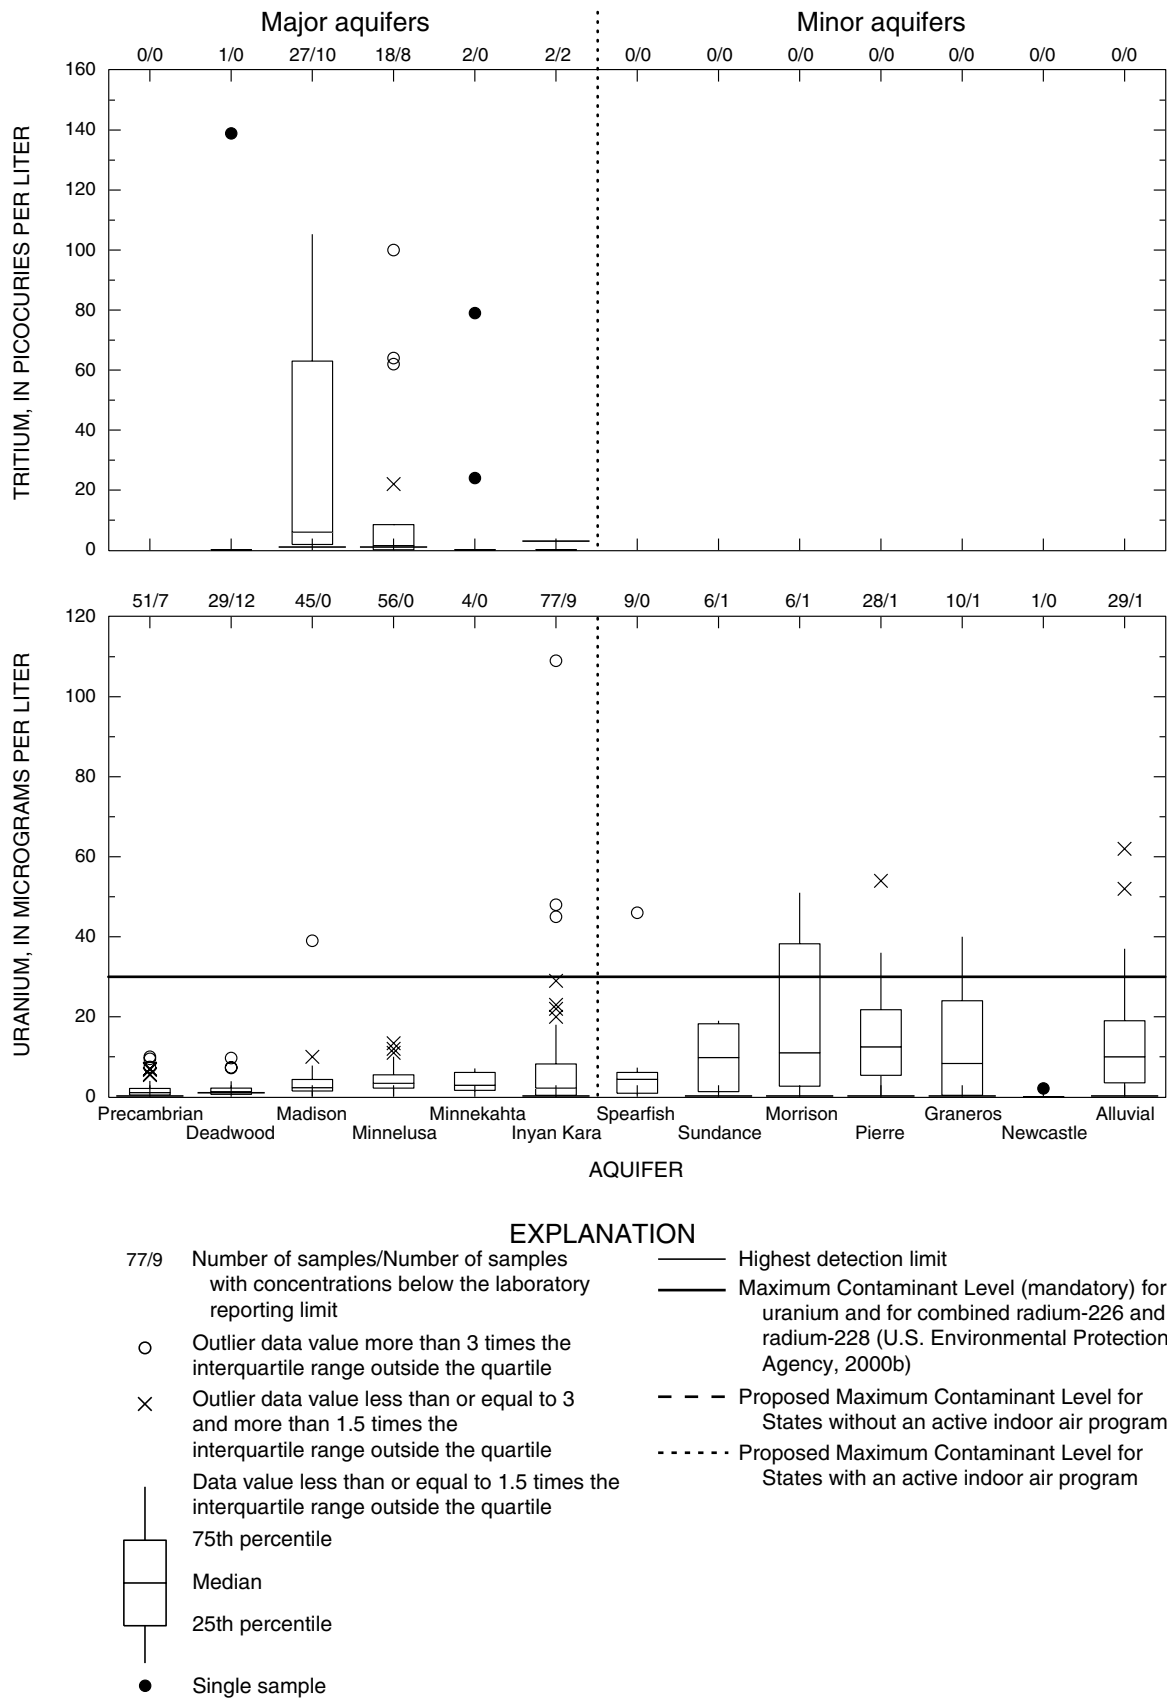 Major aquifers Minor aquifers
0/0 1/0 27/10 18/8 2/0 2/2 0/0 0/0 0/0 0/0 0/0 0/0 0/0
TRITIUM, IN PICOCURIES PER LITER
160
140
120
100
80
60
40
20
0
51/7 29/12 45/0 56/0 4/0 77/9 9/0 6/1 6/1 28/1 10/1 1/0 29/1
URANIUM, IN MICROGRAMS PER LITER
120
100
80
60
40
20
0
Precambrian Madison Minnekahta Spearfish Morrison Graneros Alluvial
Deadwood Minnelusa Inyan Kara Sundance Pierre Newcastle
AQUIFER
EXPLANATION
77/9 Number of samples/Number of samples
with concentrations below the laboratory
reporting limit
Outlier data value more than 3 times the
interquartile range outside the quartile
Outlier data value less than or equal to 3
and more than 1.5 times the
interquartile range outside the quartile
Data value less than or equal to 1.5 times the
interquartile range outside the quartile
75th percentile
Median
25th percentile
Single sample
Highest detection limit
Maximum Contaminant Level (mandatory) for
uranium and for combined radium-226 and
radium-228 (U.S. Environmental Protection
Agency, 2000b)
Proposed Maximum Contaminant Level for
States without an active indoor air program
Proposed Maximum Contaminant Level for
States with an active indoor air program